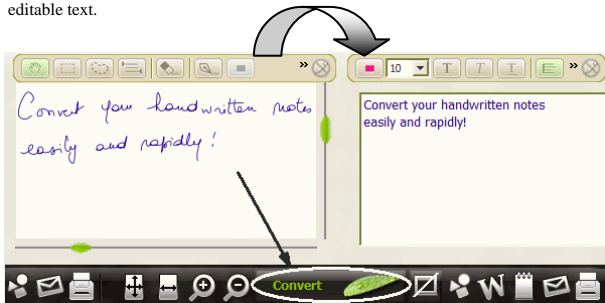 editable text.
10
T T T E
Convert your handwritten notes
easily and rapidly!
Convert your handwritten notes
easily and rapidly!
Convert
W